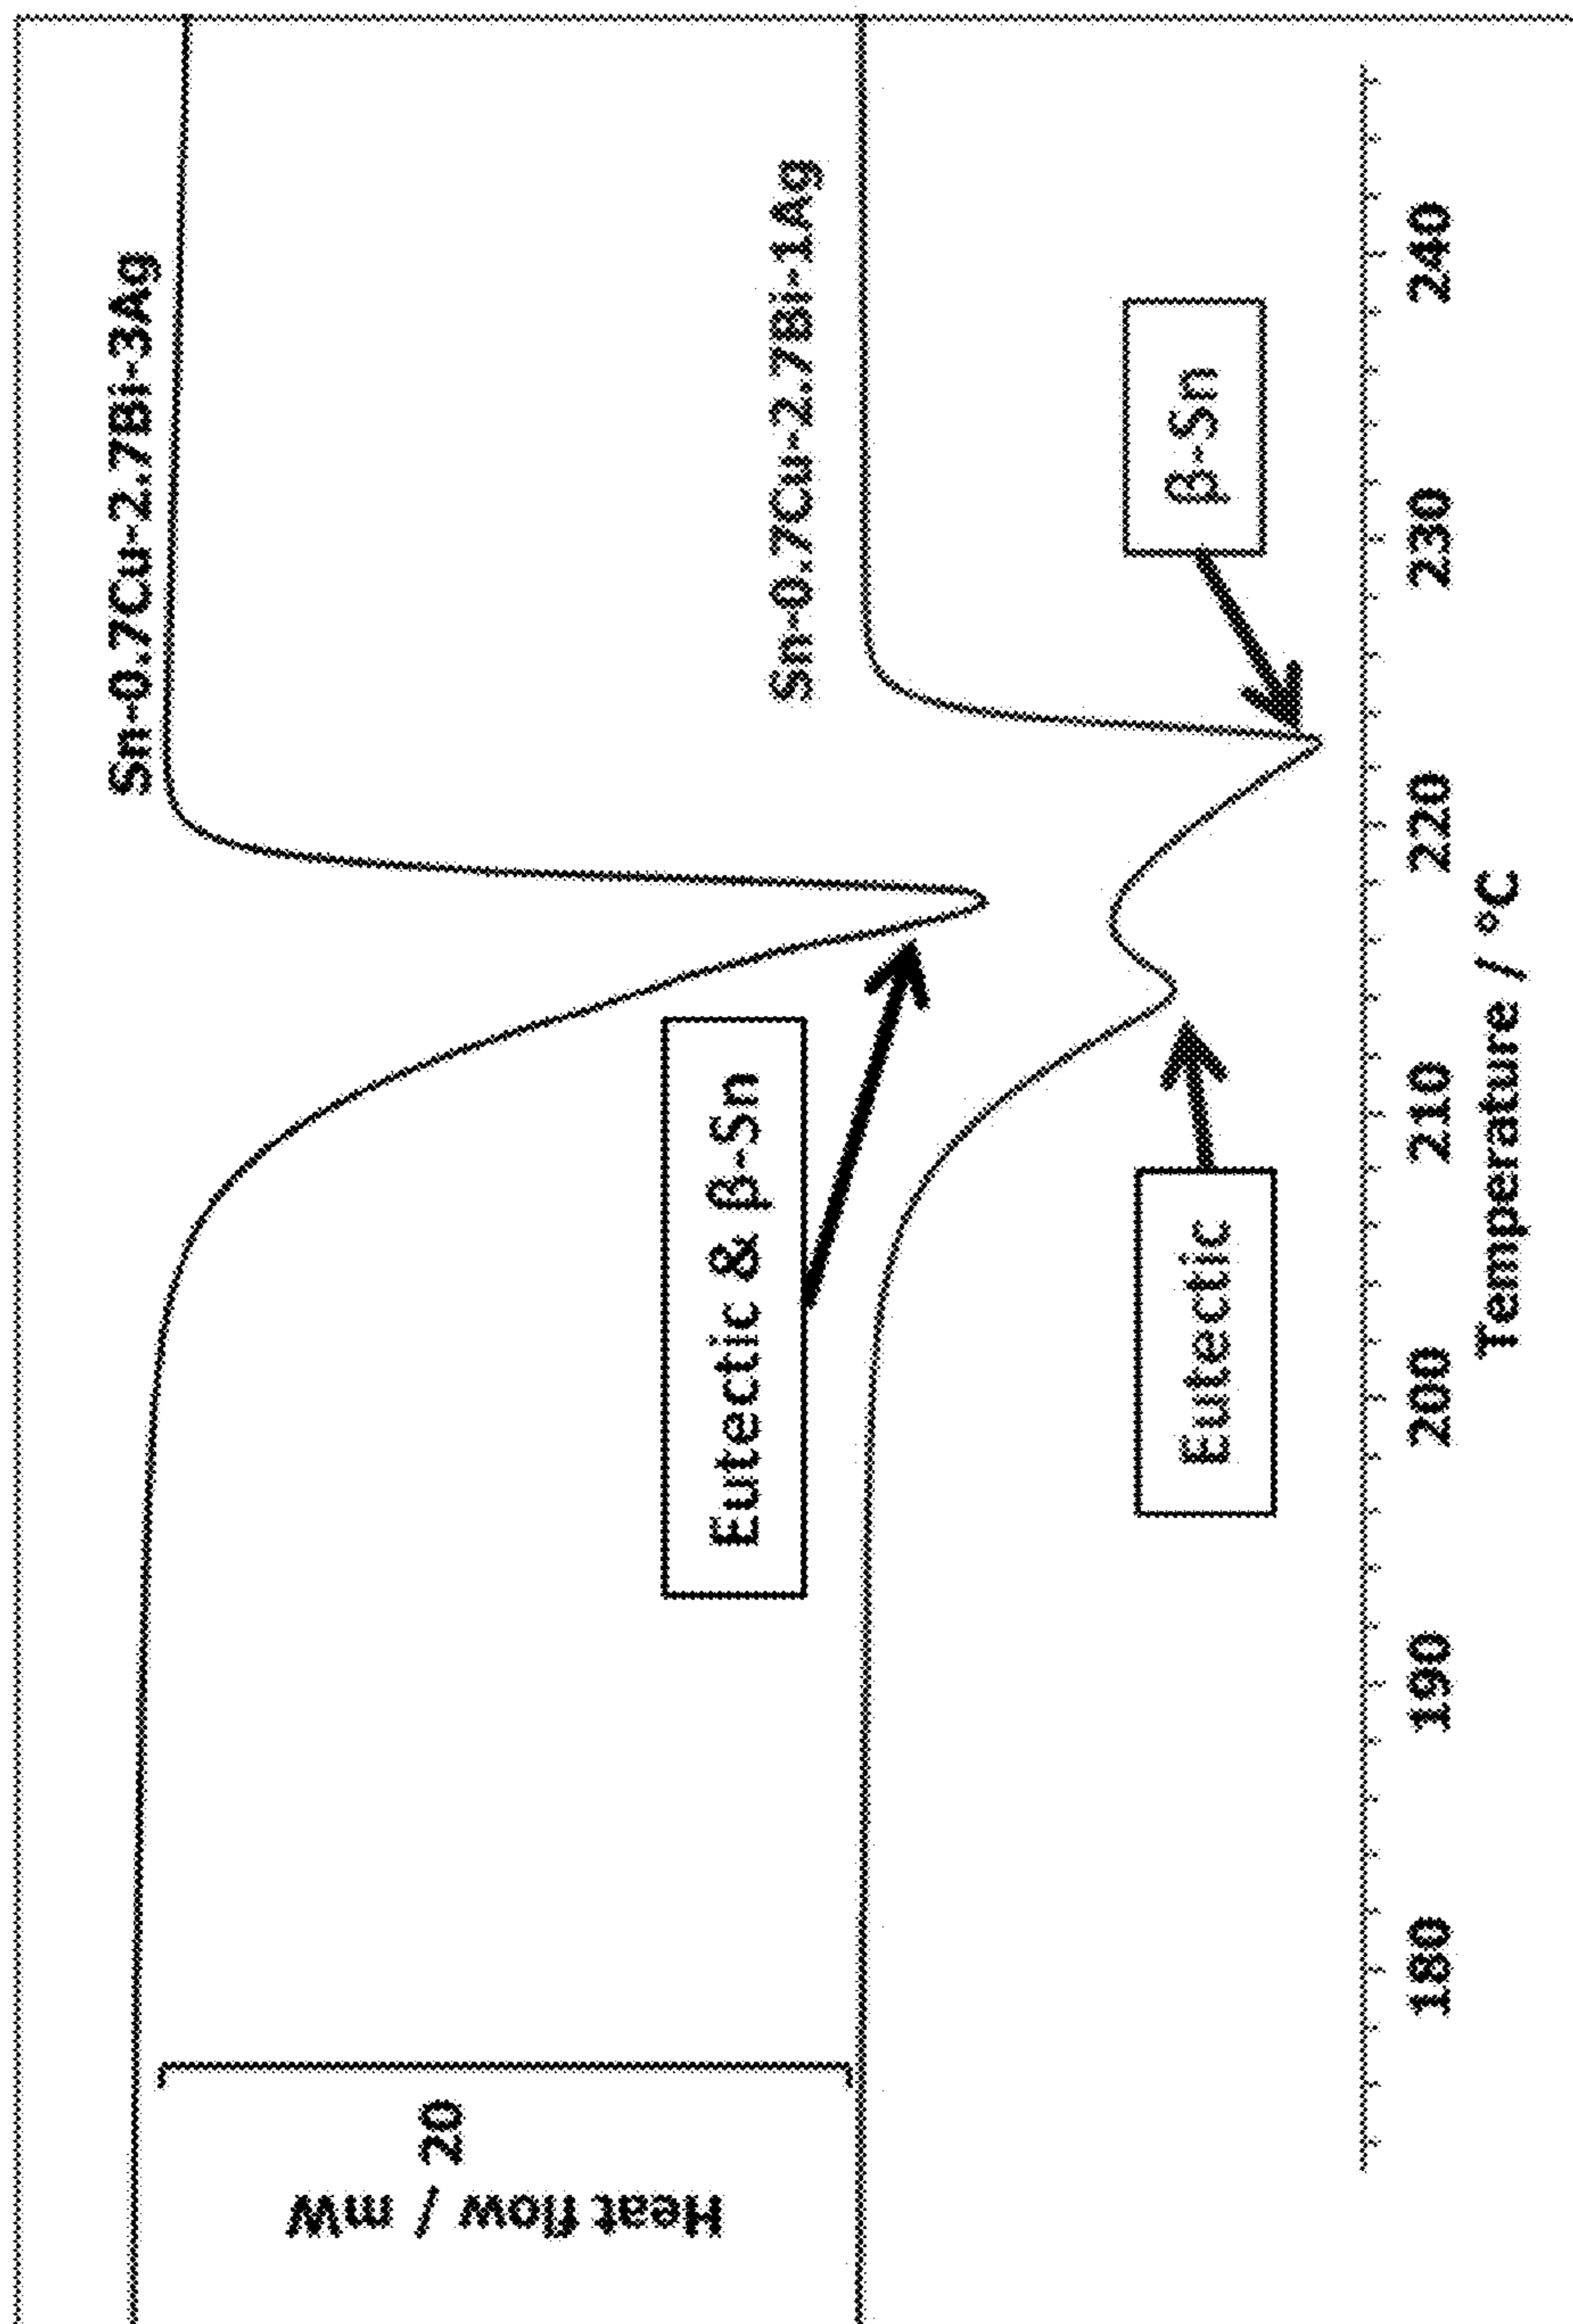 Sn-0.7Cu-2.7Bi-3Ag
Heat flow / mW
20
Eutectic & β-Sn
Sn-0.7Cu-2.7Bi-1Ag
Eutectic
β-Sn
180 190 200 210 220 230 240
Temperature / °C